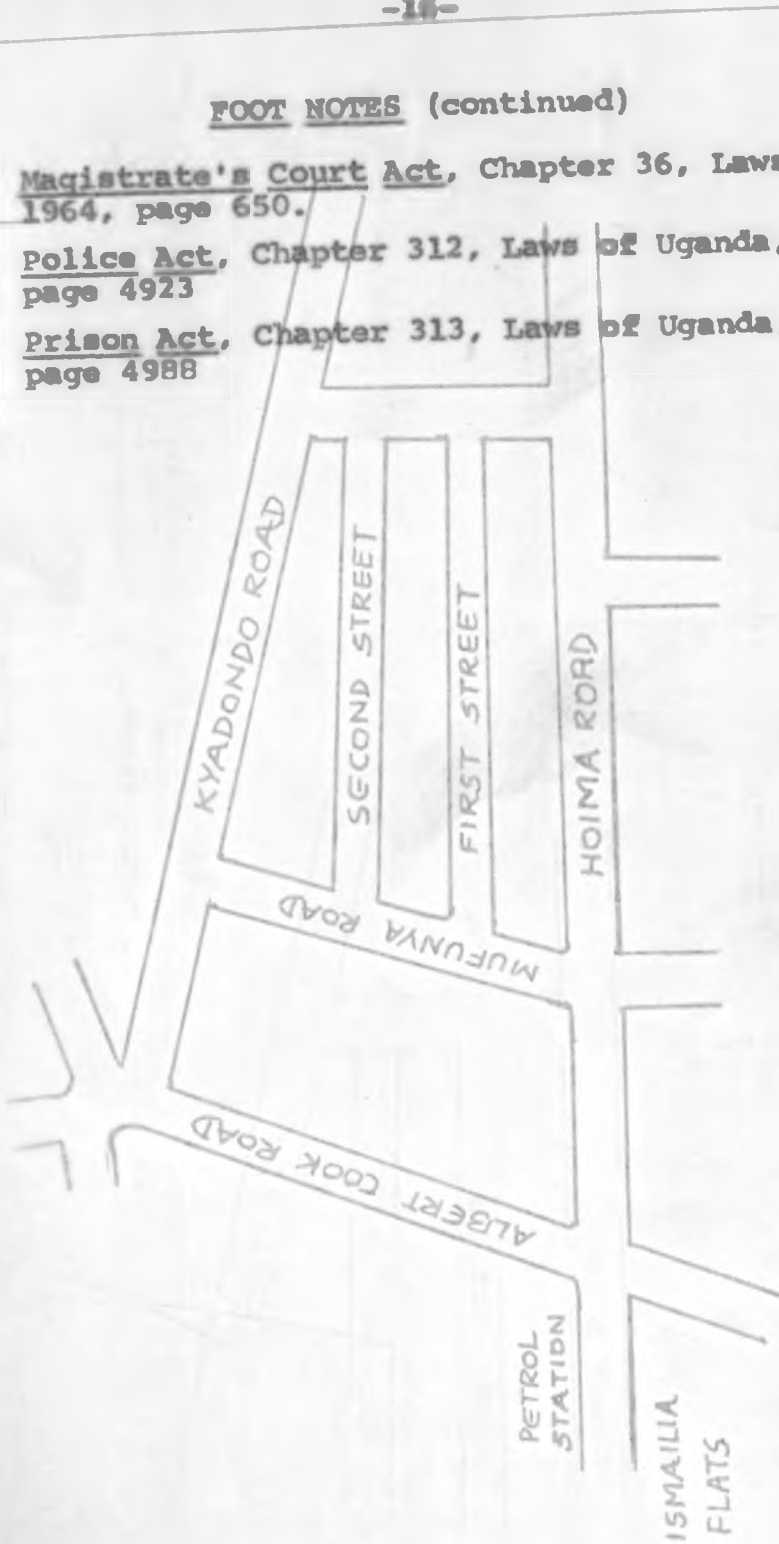 FOOT NOTES (continued)
Magistrate's Court Act, Chapter 36, Laws
1964, page 650.
Police Act, Chapter 312, Laws of Uganda,
page 4923
Prison Act, Chapter 313, Laws of Uganda
page 4988
KYADONDO ROAD
SECOND STREET
FIRST STREET
HOIMA ROAD
MUFUNYA ROAD
ALBERT COOK ROAD
PETROL
STATION
ISMAILIA
FLATS